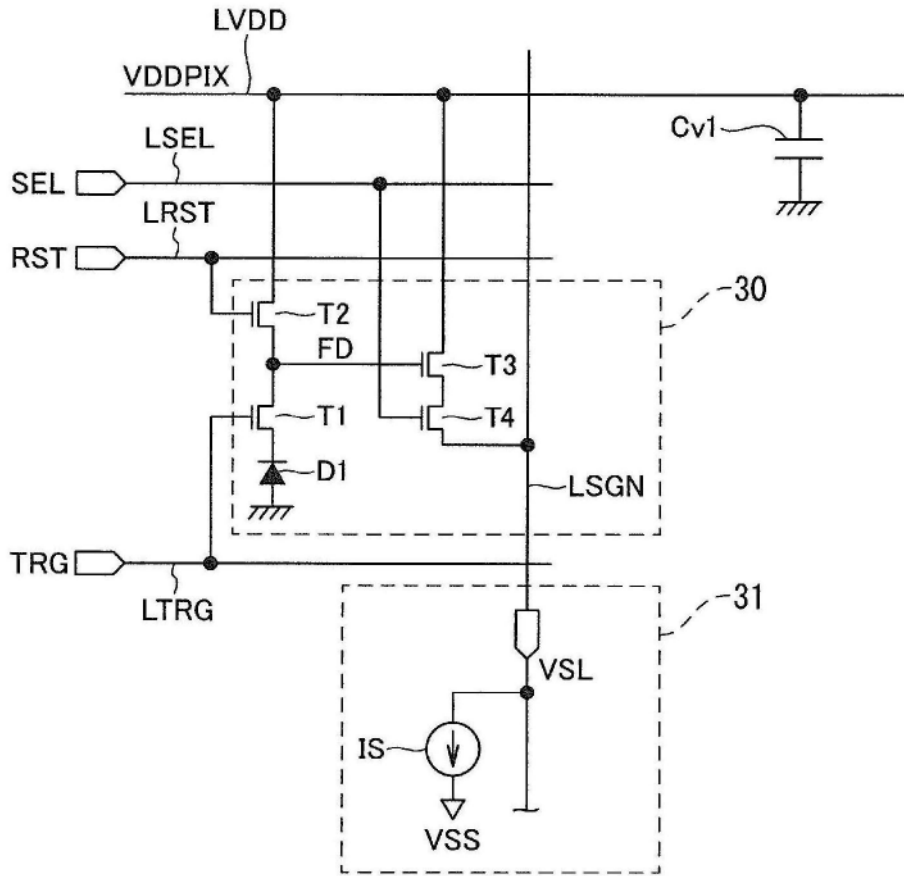 LVDD
VDDPIX
Cv1
LSEL
SEL
LRST
RST
30
T2
FD
T3
T1
T4
D1
LSGN
TRG
LTRG
31
VSL
IS
VSS